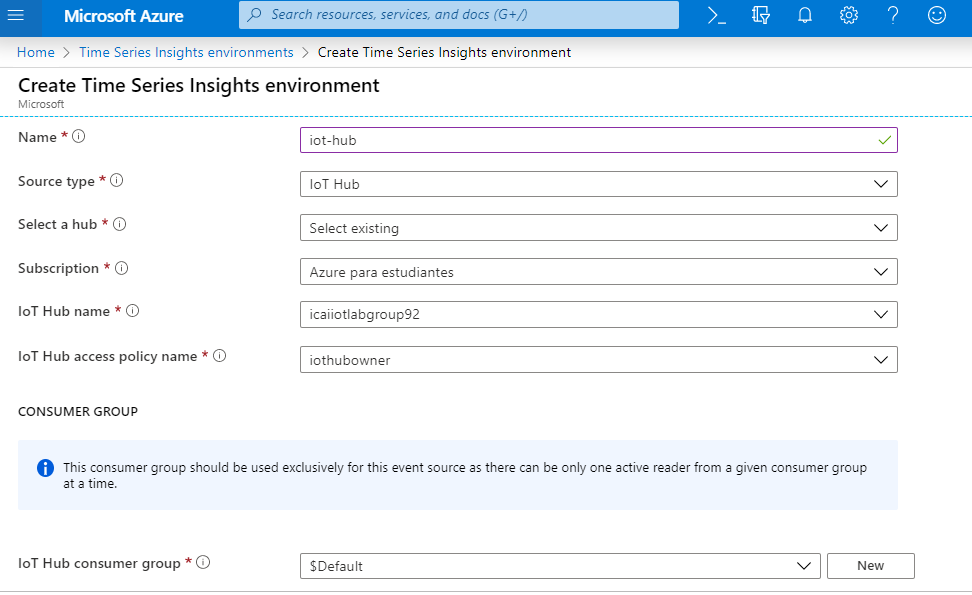 Microsoft Azure
Search resources, services, and docs (G+/)
Home > Time Series Insights environments > Create Time Series Insights environment
Create Time Series Insights environment
Microsoft
Name *
iot-hub
Source type *
IoT Hub
Select a hub *
Select existing
Subscription *
Azure para estudiantes
IoT Hub name *
icaiiotlabgroup92
IoT Hub access policy name *
iothubowner
CONSUMER GROUP
This consumer group should be used exclusively for this event source as there can be only one active reader from a given consumer group
at a time.
IoT Hub consumer group *
$Default
New